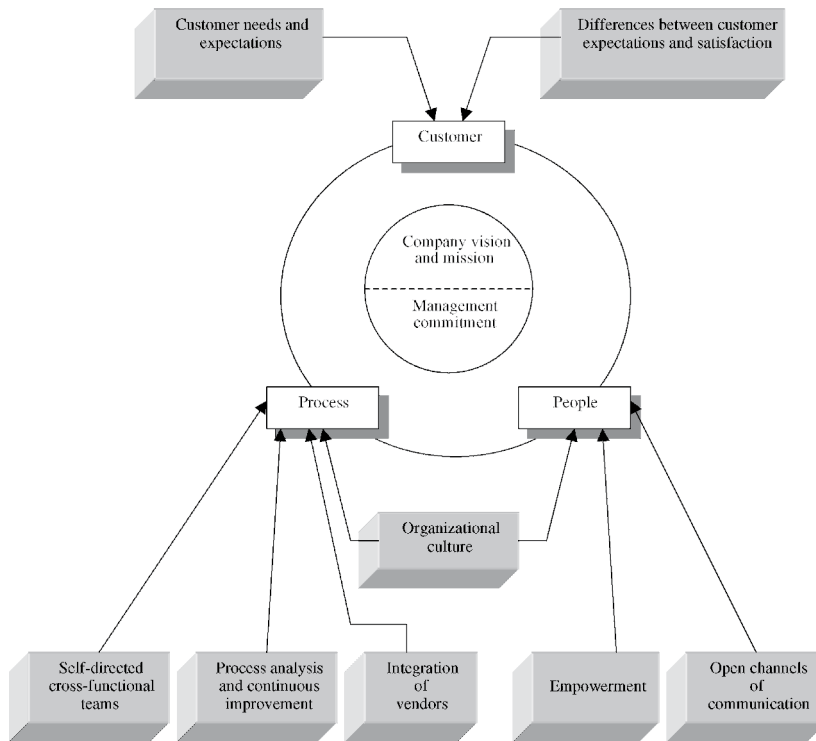 Customer needs and
expectations
Differences between customer
expectations and satisfaction
Customer
Company vision
and mission
Management
commitment
Process
People
Organizational
culture
Self-directed
cross-functional
teams
Process analysis
and continuous
improvement
Integration
of
vendors
Empowerment
Open channels
of
communication